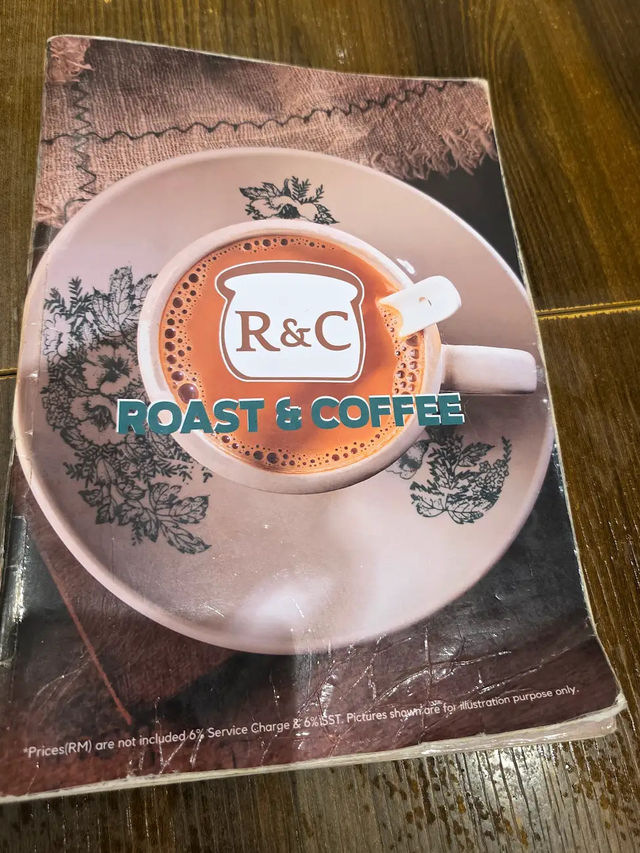 R&C
ROAST & COFFEE
*Prices(RM) are not included 6% Service Charge & 6% SST. Pictures shown are for illustration purpose only.